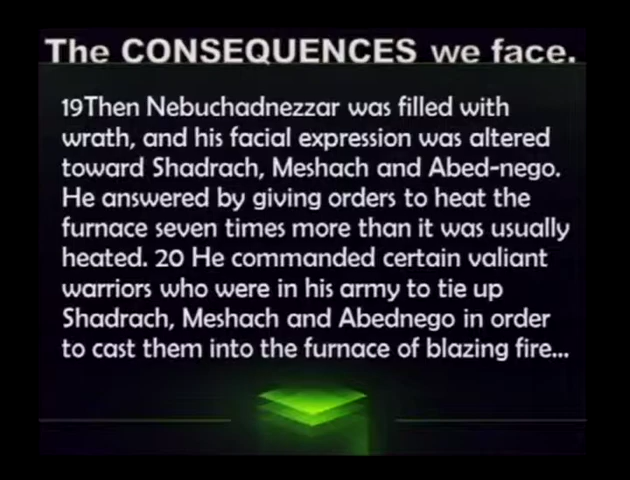 The CONSEQUENCES we face.
19Then Nebuchadnezzar was filled with
wrath, and his facial expression was altered
toward Shadrach, Meshach and Abed-nego.
He answered by giving orders to heat the
furnace seven times more than it was usually
heated. 20 He commanded certain valiant
warriors who were in his army to tie up
Shadrach, Meshach and Abednego in order
to cast them into the furnace of blazing fire...